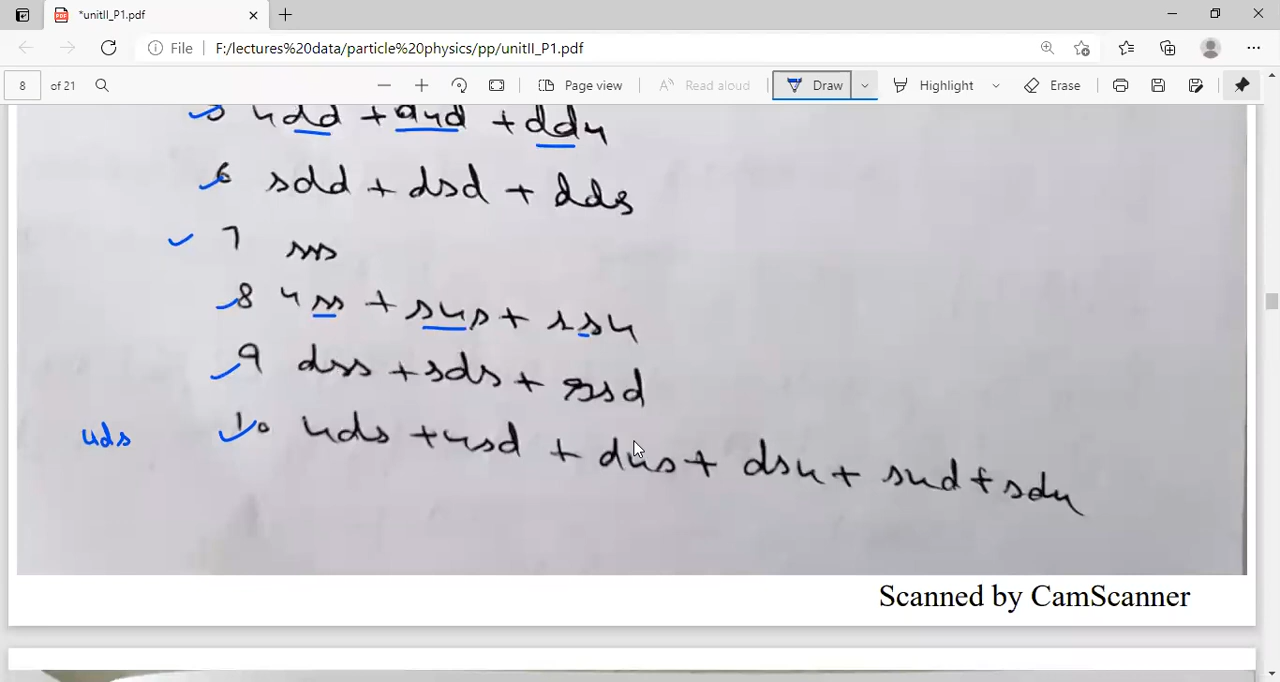 *unitII_P1.pdf
File F:/lectures%20data/particle%20physics/pp/unitII_P1.pdf
8 of 21 Page view Read aloud Draw Highlight Erase
5 udd + dud + ddu
6 sdd + dsd + dds
7 sss
8 uss + sus + ssu
9 dss + sds + ssd
uds 10 uds + usd + dus + dsu + sud + sdu
Scanned by CamScanner